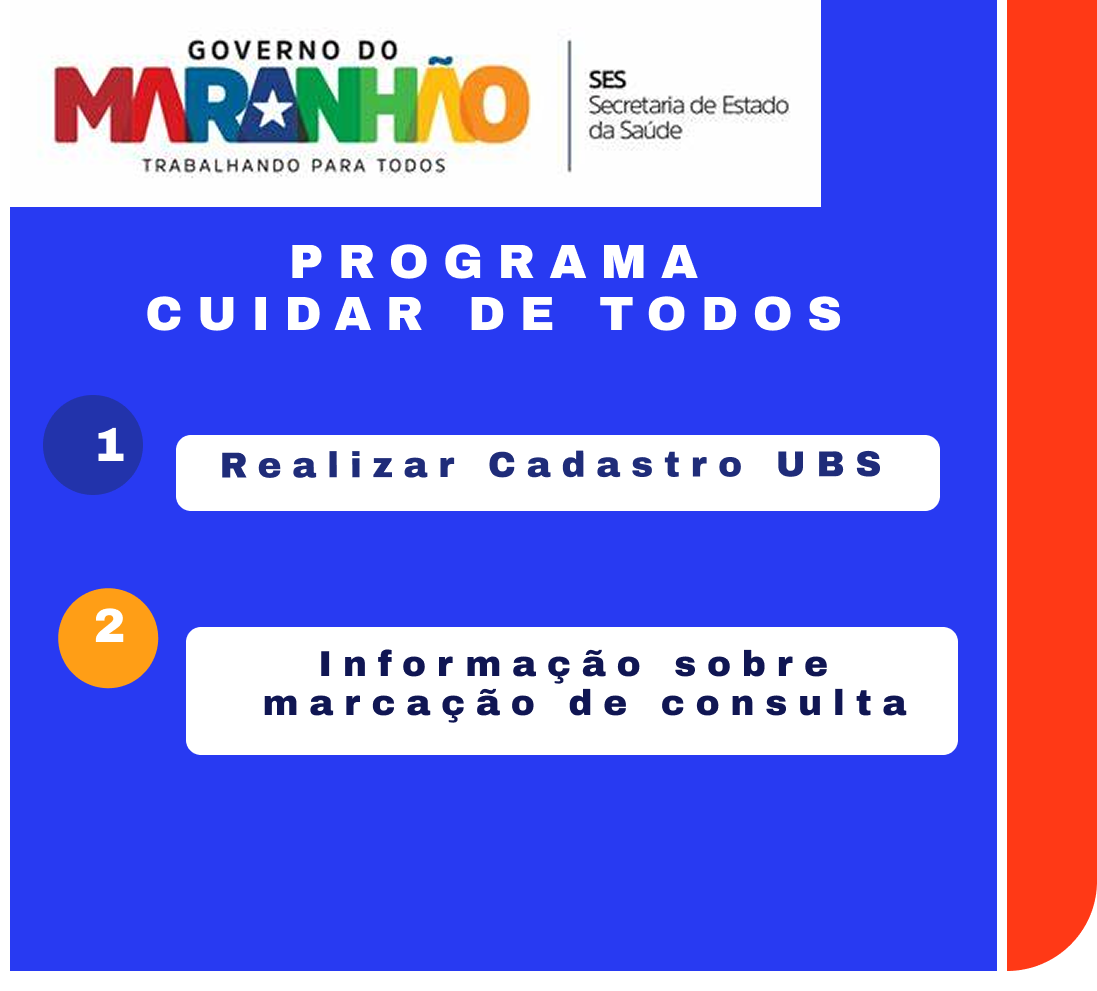 GOVERNO DO
MARANHÃO
TRABALHANDO PARA TODOS
SES
Secretaria de Estado
da Saúde
PROGRAMA
CUIDAR DE TODOS
1
Realizar Cadastro UBS
2
Informação sobre
marcação de consulta